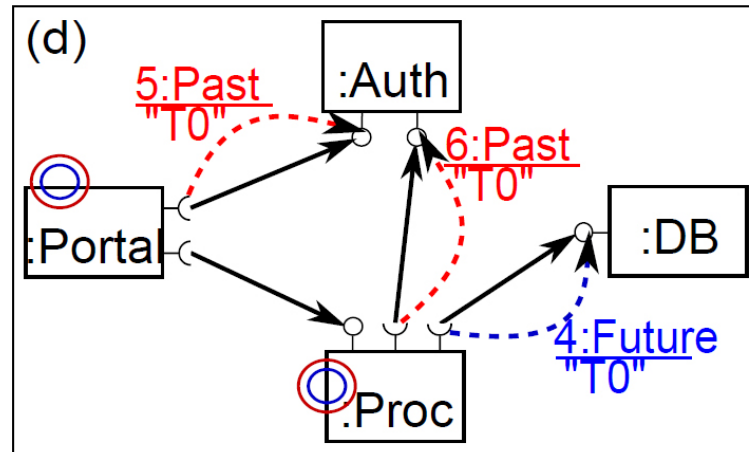 (d)
:Auth
5:Past
"T0"
6:Past
"T0"
:Portal
:DB
4:Future
"T0"
:Proc